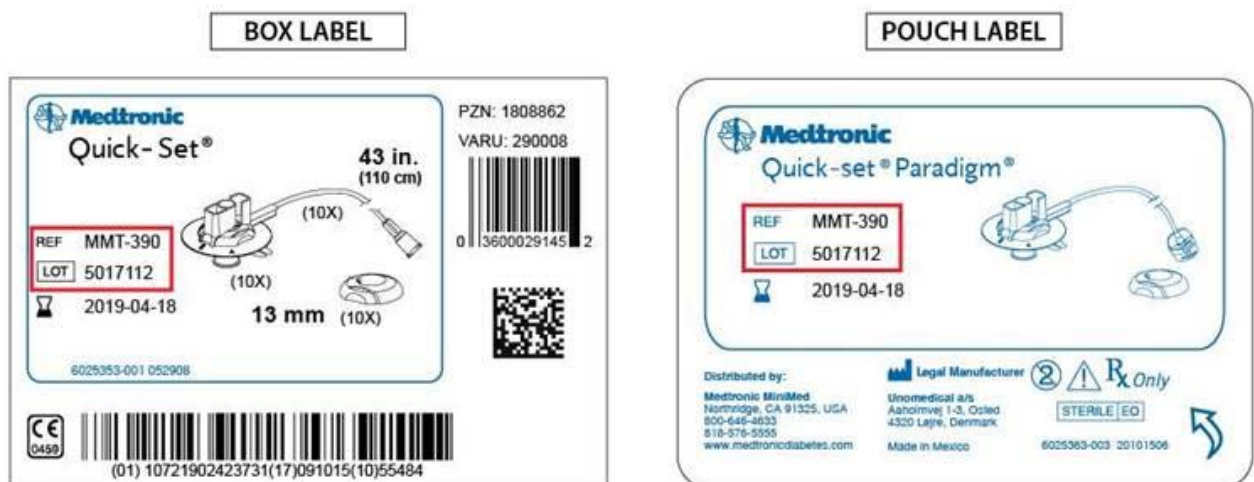 BOX LABEL
Medtronic
Quick-Set®
43 in.
(110 cm)
(10X)
REF MMT-390
LOT 5017112
(10X)
2019-04-18
13 mm (10X)
6025353-001 052908
PZN: 1808862
VARU: 290008
0 3600029145 2
CE
0459
(01) 10721902423731(17)091015(10)55484
POUCH LABEL
Medtronic
Quick-set® Paradigm®
REF MMT-390
LOT 5017112
2019-04-18
Distributed by:
Medtronic MiniMed
Northridge, CA 91325, USA
800-646-4633
818-576-5555
www.medtronicdiabetes.com
Legal Manufacturer
Unomedical a/s
Aaholmvej 1-3, Osted
4320 Lejre, Denmark
Made in Mexico
2
Rx Only
STERILE EO
6025363-003 20101506